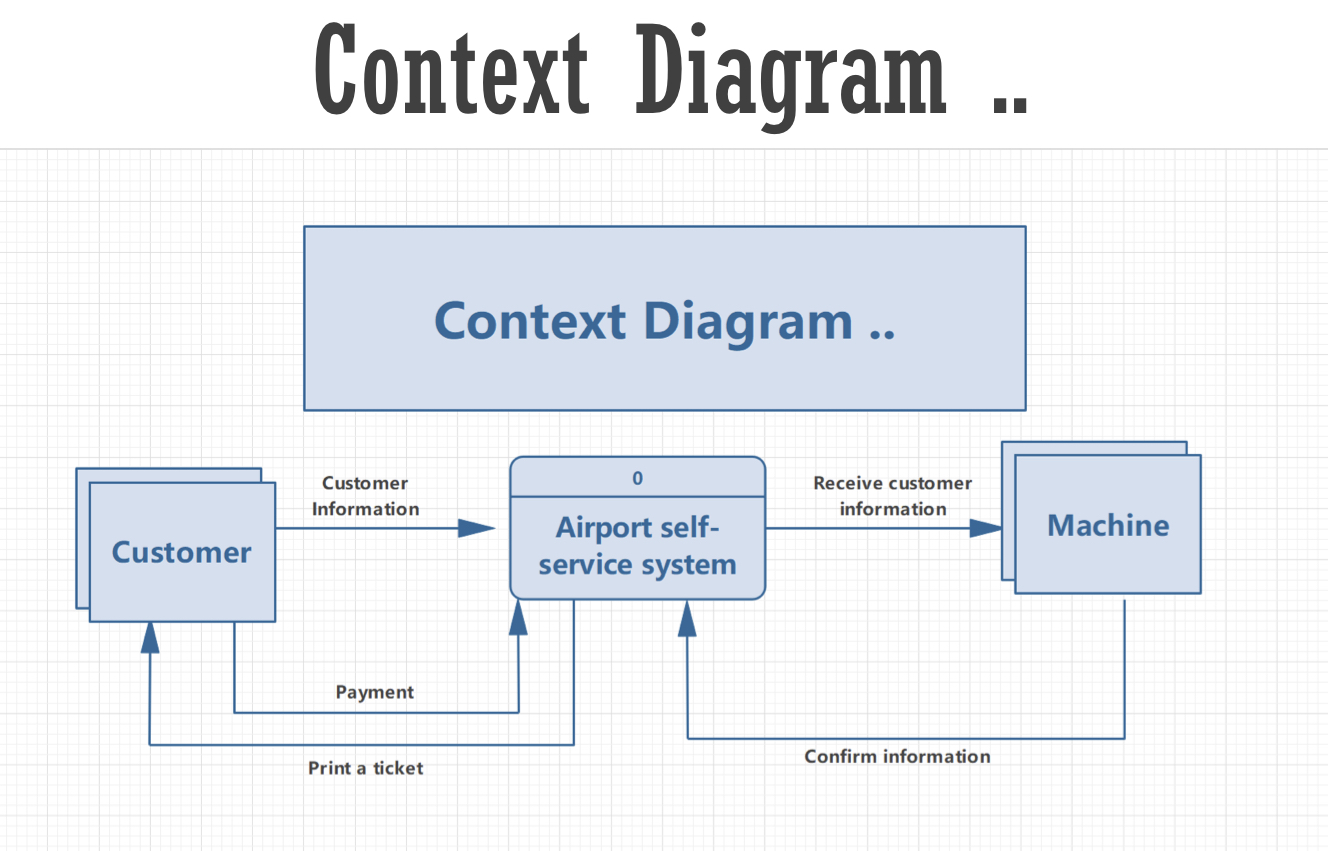 Context Diagram ..
Context Diagram ..
Customer
Customer
Information
0
Airport self-
service system
Receive customer
information
Machine
Payment
Print a ticket
Confirm information